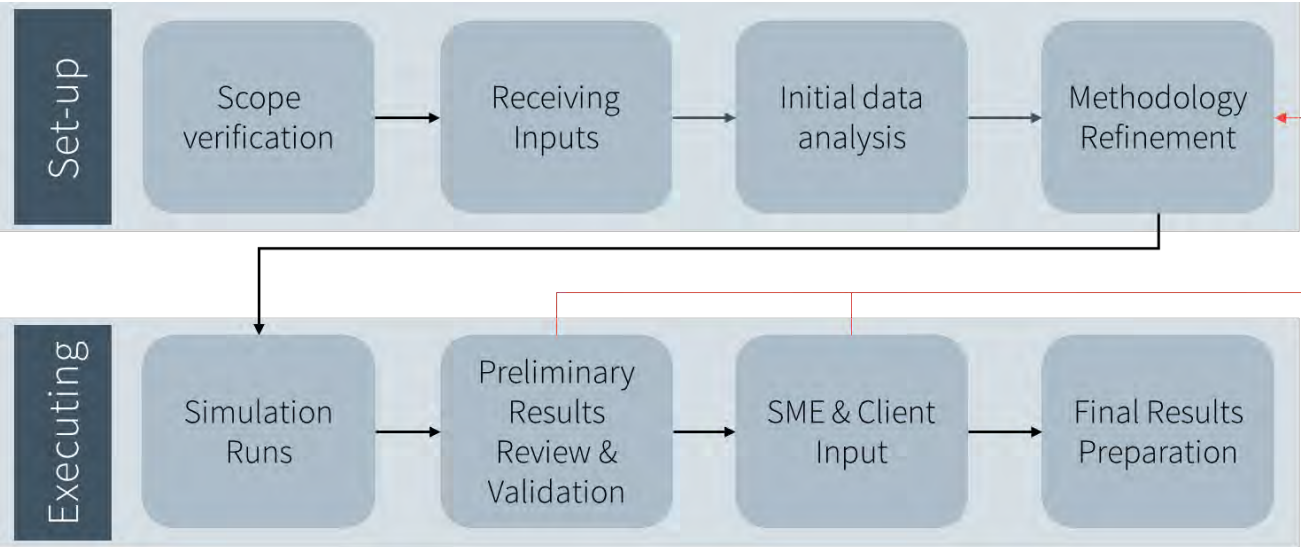 Set-up
Scope
verification
Receiving
Inputs
Initial data
analysis
Methodology
Refinement
Executing
Simulation
Runs
Preliminary
Results
Review &
Validation
SME & Client
Input
Final Results
Preparation